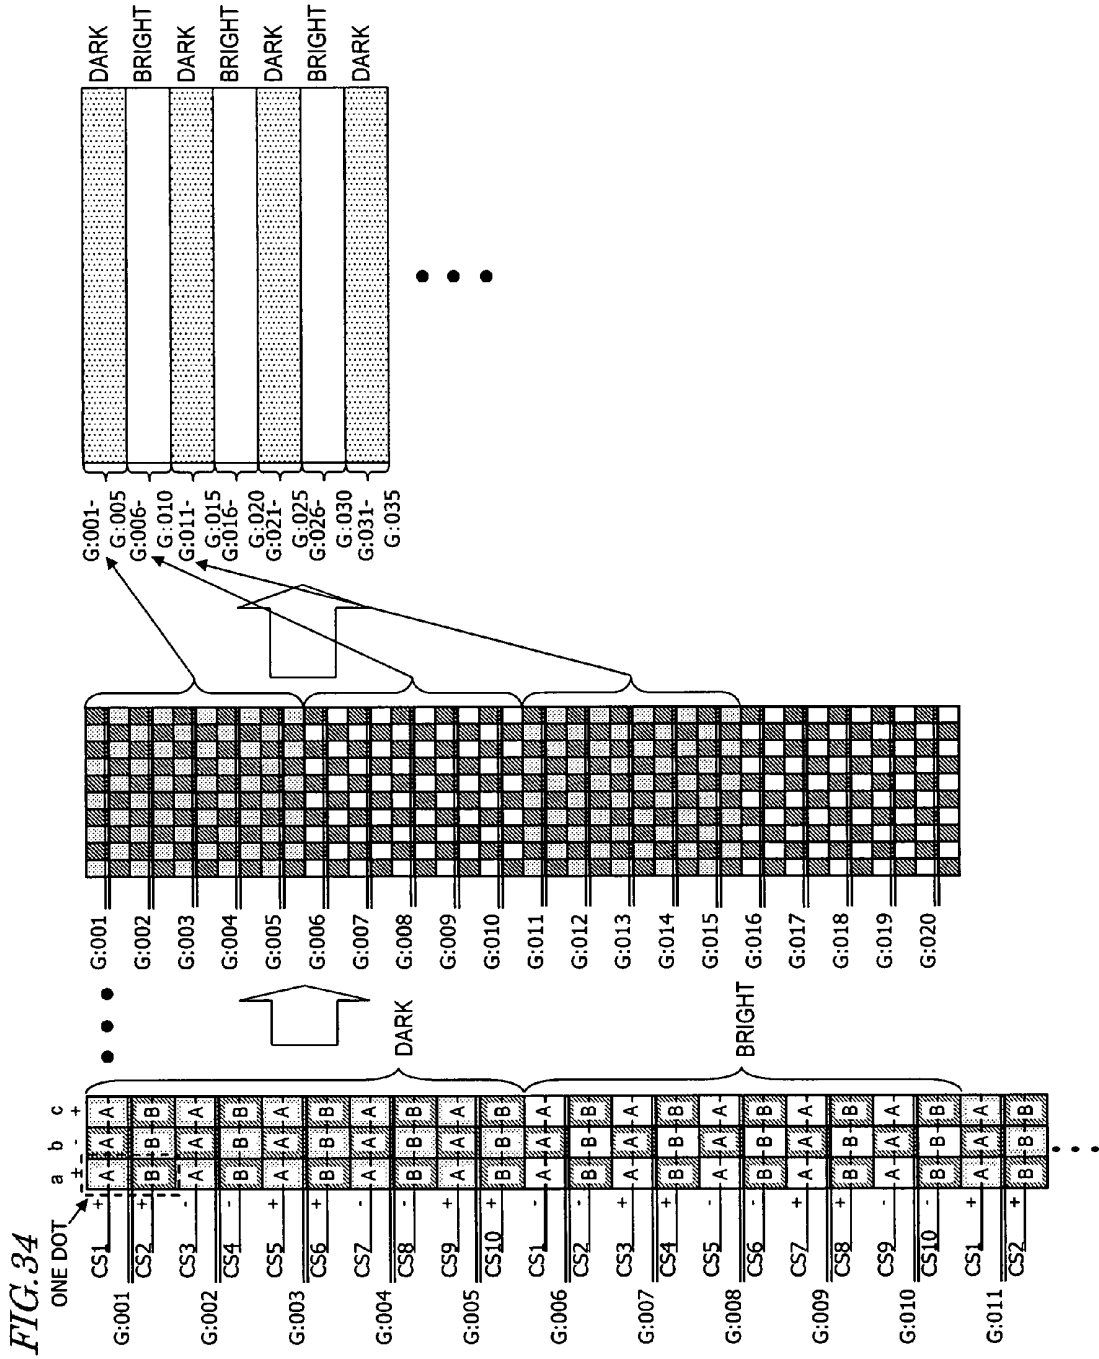 FIG.34
ONE DOT
a b c
± - +
G:001 CS1 + A A A
CS2 + B B B
G:002 CS3 - A A A
CS4 - B B B
G:003 CS5 + A A A
CS6 + B B B
G:004 CS7 - A A A
CS8 - B B B
G:005 CS9 + A A A
CS10 + B B B
DARK
G:006 CS1 - A A A
CS2 - B B B
G:007 CS3 + A A A
CS4 + B B B
G:008 CS5 - A A A
CS6 - B B B
G:009 CS7 + A A A
CS8 + B B B
G:010 CS9 - A A A
CS10 - B B B
BRIGHT
G:011 CS1 + A A A
CS2 + B B B
G:001
G:002
G:003
G:004
G:005
G:006
G:007
G:008
G:009
G:010
G:011
G:012
G:013
G:014
G:015
G:016
G:017
G:018
G:019
G:020
G:001-
G:005
DARK
G:006-
G:010
BRIGHT
G:011-
G:015
DARK
G:016-
G:020
BRIGHT
G:021-
G:025
DARK
G:026-
G:030
BRIGHT
G:031-
G:035
DARK